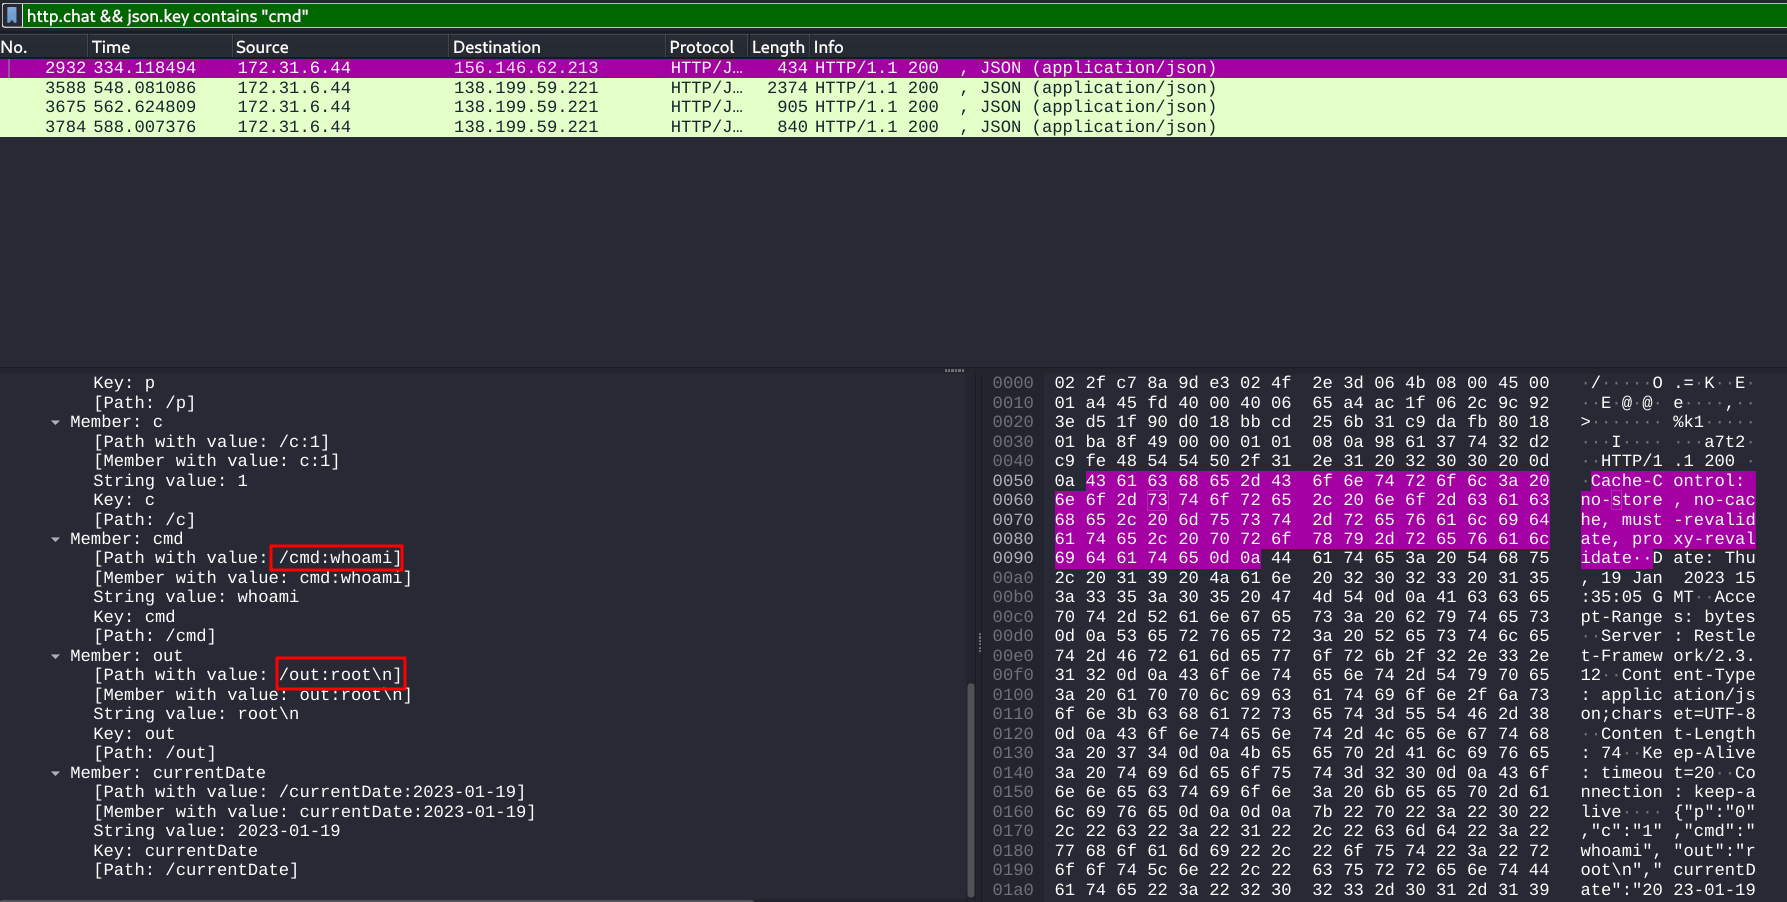 http.chat && json.key contains "cmd"
No. Time Source Destination Protocol Length Info
2932 334.118494 172.31.6.44 156.146.62.213 HTTP/J… 434 HTTP/1.1 200 , JSON (application/json)
3588 548.081086 172.31.6.44 138.199.59.221 HTTP/J… 2374 HTTP/1.1 200 , JSON (application/json)
3675 562.624809 172.31.6.44 138.199.59.221 HTTP/J… 905 HTTP/1.1 200 , JSON (application/json)
3784 588.007376 172.31.6.44 138.199.59.221 HTTP/J… 840 HTTP/1.1 200 , JSON (application/json)
Key: p
[Path: /p]
Member: c
[Path with value: /c:1]
[Member with value: c:1]
String value: 1
Key: c
[Path: /c]
Member: cmd
[Path with value: /cmd:whoami]
[Member with value: cmd:whoami]
String value: whoami
Key: cmd
[Path: /cmd]
Member: out
[Path with value: /out:root\n]
[Member with value: out:root\n]
String value: root\n
Key: out
[Path: /out]
Member: currentDate
[Path with value: /currentDate:2023-01-19]
[Member with value: currentDate:2023-01-19]
String value: 2023-01-19
Key: currentDate
[Path: /currentDate]
0000 02 2f c7 8a 9d e3 02 4f 2e 3d 06 4b 08 00 45 00 ·/·····O .=·K··E·
0010 01 a4 45 fd 40 00 40 06 65 a4 ac 1f 06 2c 9c 92 ··E·@·@· e····,··
0020 3e d5 1f 90 d0 18 bb cd 25 6b 31 c9 da fb 80 18 >······· %k1·····
0030 01 ba 8f 49 00 00 01 01 08 0a 98 61 37 74 32 d2 ···I···· ···a7t2·
0040 c9 fe 48 54 54 50 2f 31 2e 31 20 32 30 30 20 0d ··HTTP/1 .1 200 ·
0050 0a 43 61 63 68 65 2d 43 6f 6e 74 72 6f 6c 3a 20 ·Cache-C ontrol:
0060 6e 6f 2d 73 74 6f 72 65 2c 20 6e 6f 2d 63 61 63 no-store , no-cac
0070 68 65 2c 20 6d 75 73 74 2d 72 65 76 61 6c 69 64 he, must -revalid
0080 61 74 65 2c 20 70 72 6f 78 79 2d 72 65 76 61 6c ate, pro xy-reval
0090 69 64 61 74 65 0d 0a 44 61 74 65 3a 20 54 68 75 idate··D ate: Thu
00a0 2c 20 31 39 20 4a 61 6e 20 32 30 32 33 20 31 35 , 19 Jan 2023 15
00b0 3a 33 35 3a 30 35 20 47 4d 54 0d 0a 41 63 63 65 :35:05 G MT··Acce
00c0 70 74 2d 52 61 6e 67 65 73 3a 20 62 79 74 65 73 pt-Range s: bytes
00d0 0d 0a 53 65 72 76 65 72 3a 20 52 65 73 74 6c 65 ··Server : Restle
00e0 74 2d 46 72 61 6d 65 77 6f 72 6b 2f 32 2e 33 2e t-Framew ork/2.3.
00f0 31 32 0d 0a 43 6f 6e 74 65 6e 74 2d 54 79 70 65 12··Cont ent-Type
0100 3a 20 61 70 70 6c 69 63 61 74 69 6f 6e 2f 6a 73 : applic ation/js
0110 6f 6e 3b 63 68 61 72 73 65 74 3d 55 54 46 2d 38 on;chars et=UTF-8
0120 0d 0a 43 6f 6e 74 65 6e 74 2d 4c 65 6e 67 74 68 ··Conten t-Length
0130 3a 20 37 34 0d 0a 4b 65 65 70 2d 41 6c 69 76 65 : 74··Ke ep-Alive
0140 3a 20 74 69 6d 65 6f 75 74 3d 32 30 0d 0a 43 6f : timeou t=20··Co
0150 6e 6e 65 63 74 69 6f 6e 3a 20 6b 65 65 70 2d 61 nnection : keep-a
0160 6c 69 76 65 0d 0a 0d 0a 7b 22 70 22 3a 22 30 22 live···· {"p":"0"
0170 2c 22 63 22 3a 22 31 22 2c 22 63 6d 64 22 3a 22 ,"c":"1" ,"cmd":"
0180 77 68 6f 61 6d 69 22 2c 22 6f 75 74 22 3a 22 72 whoami", "out":"r
0190 6f 6f 74 5c 6e 22 2c 22 63 75 72 72 65 6e 74 44 oot\n"," currentD
01a0 61 74 65 22 3a 22 32 30 32 33 2d 30 31 2d 31 39 ate":"20 23-01-19